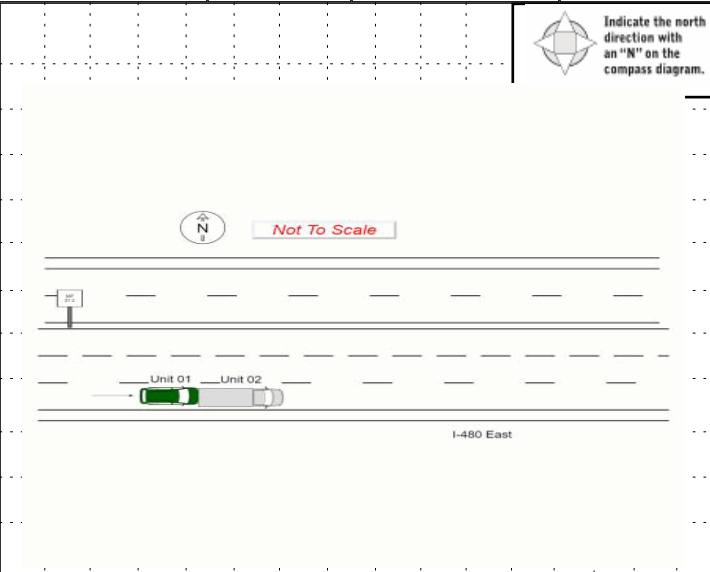 Indicate the north
direction with
an “N” on the
compass diagram.
N
Not To Scale
MP
Unit 01
Unit 02
I-480 East